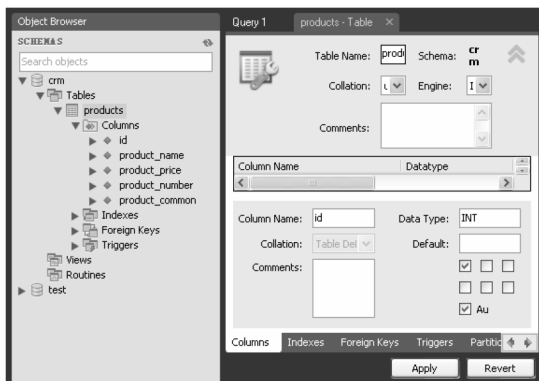 Object Browser
SCHEMAS
Search objects
crm
Tables
products
Columns
id
product_name
product_price
product_number
product_common
Indexes
Foreign Keys
Triggers
Views
Routines
test
Query 1
products - Table
Table Name:
Schema:
cr
m
Collation:
Engine:
I
Comments:
Column Name
Datatype
Column Name:
id
Data Type:
INT
Collation:
Table Del
Default:
Comments:
Au
Columns
Indexes
Foreign Keys
Triggers
Apply
Revert